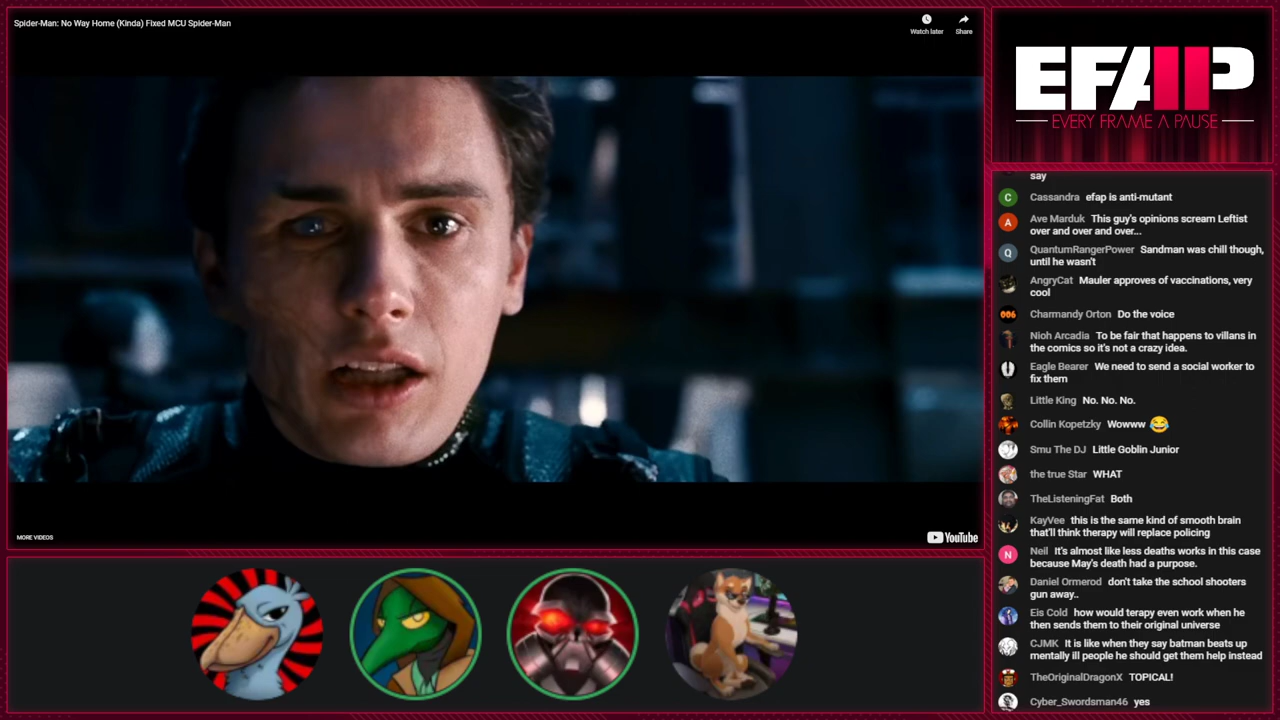 Spider-Man: No Way Home (Kinda) Fixed MCU Spider-Man
Watch later
Share
MORE VIDEOS
YouTube
EFAP
EVERY FRAME A PAUSE
say
Cassandra efap is anti-mutant
Ave Marduk This guy's opinions scream Leftist
over and over and over...
QuantumRangerPower Sandman was chill though,
until he wasn't
AngryCat Mauler approves of vaccinations, very
cool
Charmandy Orton Do the voice
Nioh Arcadia To be fair that happens to villans in
the comics so it's not a crazy idea.
Eagle Bearer We need to send a social worker to
fix them
Little King No. No. No.
Collin Kopetzky Wowww 😂
Smu The DJ Little Goblin Junior
the true Star WHAT
TheListeningFat Both
KayVee this is the same kind of smooth brain
that'll think therapy will replace policing
Neil It's almost like less deaths works in this case
because May's death had a purpose.
Daniel Ormerod don't take the school shooters
gun away..
Eis Cold how would terapy even work when he
then sends them to their original universe
CJMK It is like when they say batman beats up
mentally ill people he should get them help instead
TheOriginalDragonX TOPICAL!
Cyber_Swordsman46 yes